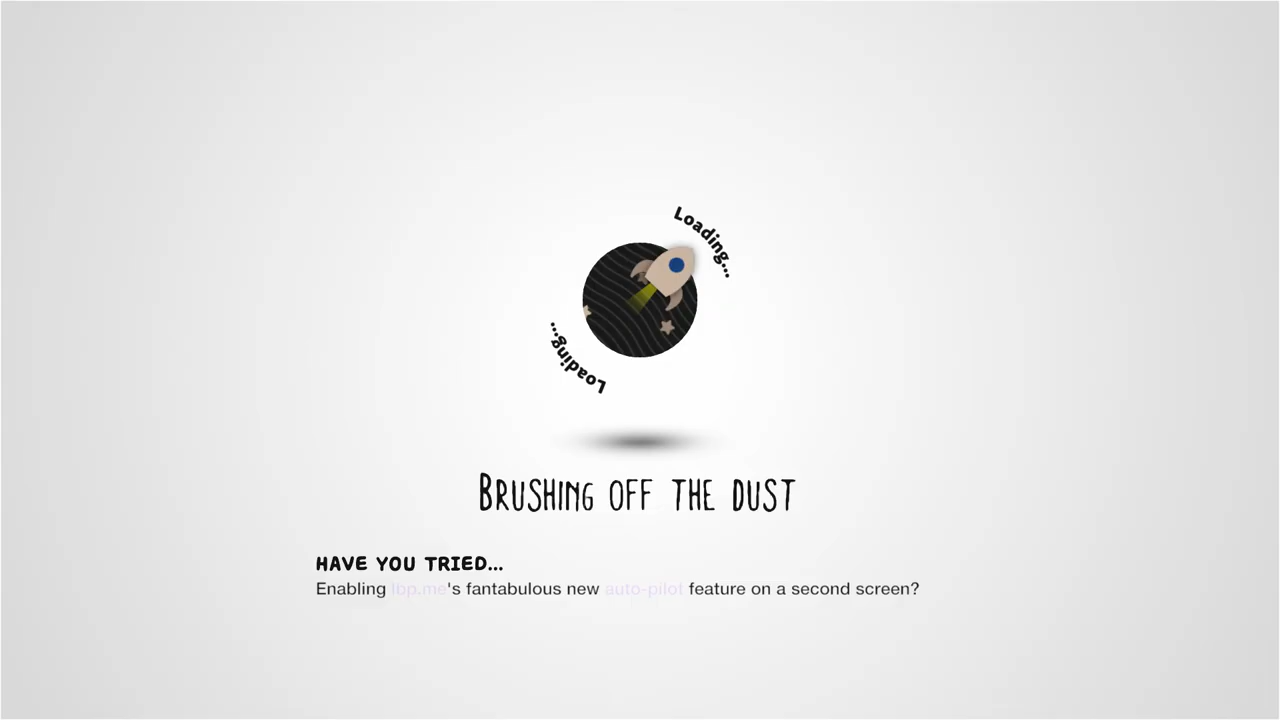 Loading...
Loading...
BRUSHING OFF THE DUST
HAVE YOU TRIED...
Enabling lbp.me's fantabulous new auto-pilot feature on a second screen?